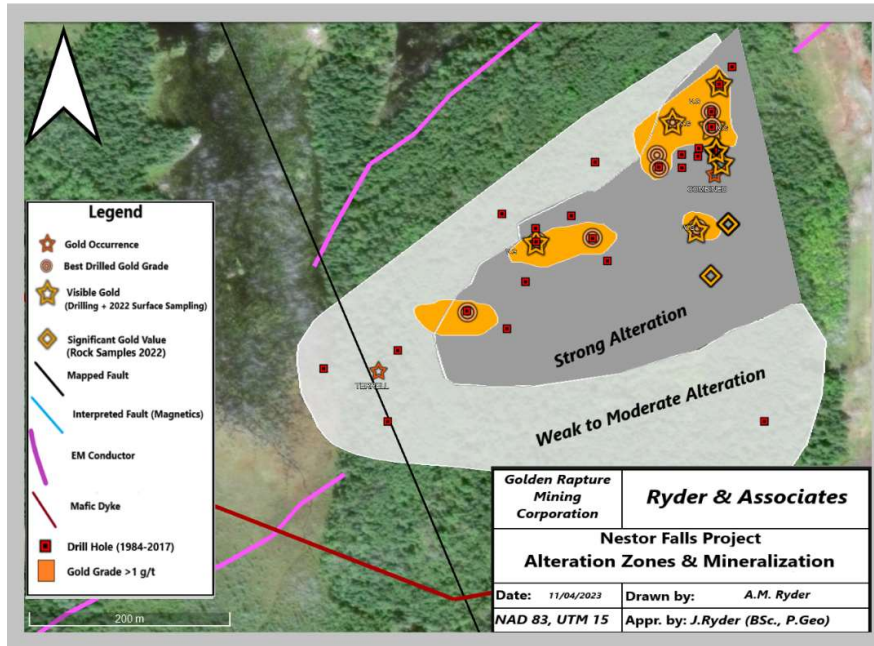 COMBINED
TERRELL
Strong Alteration
Weak to Moderate Alteration
Legend
Gold Occurrence
Best Drilled Gold Grade
Visible Gold
(Drilling + 2022 Surface Sampling)
Significant Gold Value
(Rock Samples 2022)
Mapped Fault
Interpreted Fault (Magnetics)
EM Conductor
Mafic Dyke
Drill Hole (1984-2017)
Gold Grade >1 g/t
200 m
Golden Rapture
Mining
Corporation
Ryder & Associates
Nestor Falls Project
Alteration Zones & Mineralization
Date: 11/04/2023
Drawn by: A.M. Ryder
NAD 83, UTM 15
Appr. by: J.Ryder (BSc., P.Geo)